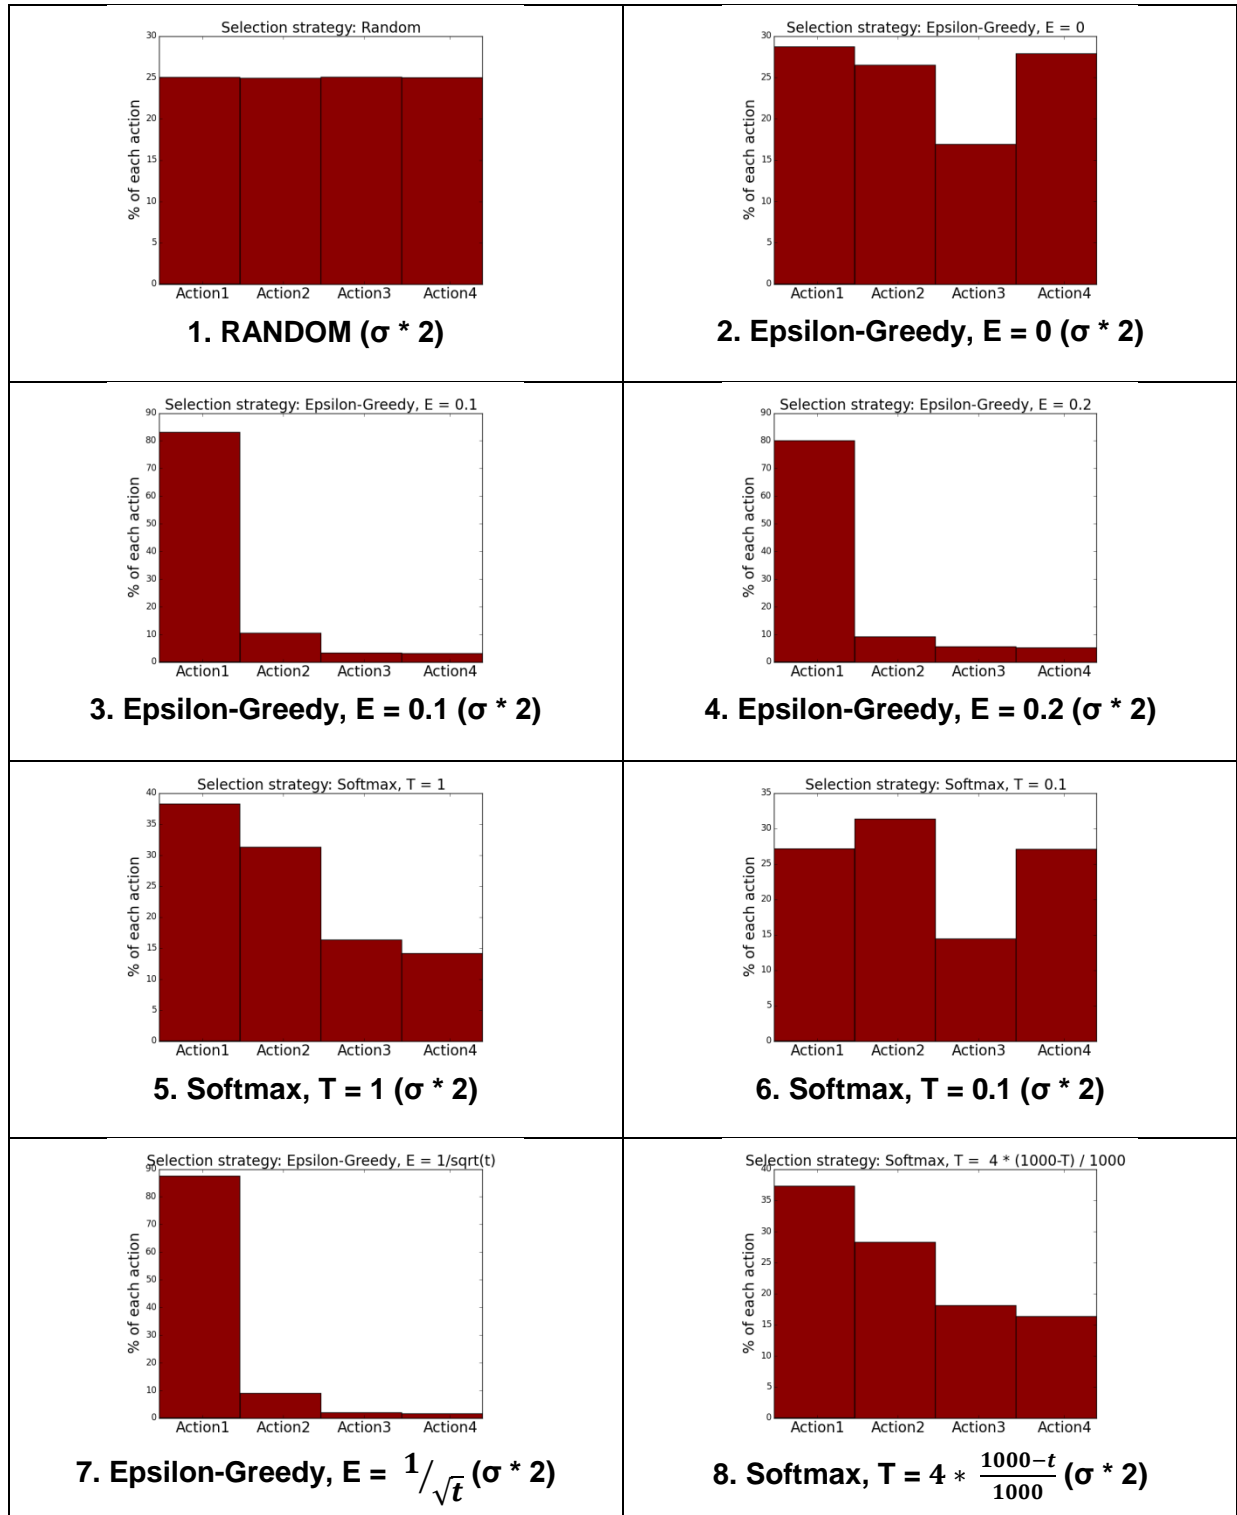 Selection strategy: Random
30
25
20
15
10
5
0
% of each action
Action1 Action2 Action3 Action4
1. RANDOM (σ * 2)
Selection strategy: Epsilon-Greedy, E = 0
30
25
20
15
10
5
0
% of each action
Action1 Action2 Action3 Action4
2. Epsilon-Greedy, E = 0 (σ * 2)
Selection strategy: Epsilon-Greedy, E = 0.1
90
80
70
60
50
40
30
20
10
0
% of each action
Action1 Action2 Action3 Action4
3. Epsilon-Greedy, E = 0.1 (σ * 2)
Selection strategy: Epsilon-Greedy, E = 0.2
90
80
70
60
50
40
30
20
10
0
% of each action
Action1 Action2 Action3 Action4
4. Epsilon-Greedy, E = 0.2 (σ * 2)
Selection strategy: Softmax, T = 1
40
35
30
25
20
15
10
5
0
% of each action
Action1 Action2 Action3 Action4
5. Softmax, T = 1 (σ * 2)
Selection strategy: Softmax, T = 0.1
35
30
25
20
15
10
5
0
% of each action
Action1 Action2 Action3 Action4
6. Softmax, T = 0.1 (σ * 2)
Selection strategy: Epsilon-Greedy, E = 1/sqrt(t)
90
80
70
60
50
40
30
20
10
0
% of each action
Action1 Action2 Action3 Action4
7. Epsilon-Greedy, E = 1/√t (σ * 2)
Selection strategy: Softmax, T = 4 * (1000-T) / 1000
40
35
30
25
20
15
10
5
0
% of each action
Action1 Action2 Action3 Action4
8. Softmax, T = 4 * 1000−t/1000 (σ * 2)